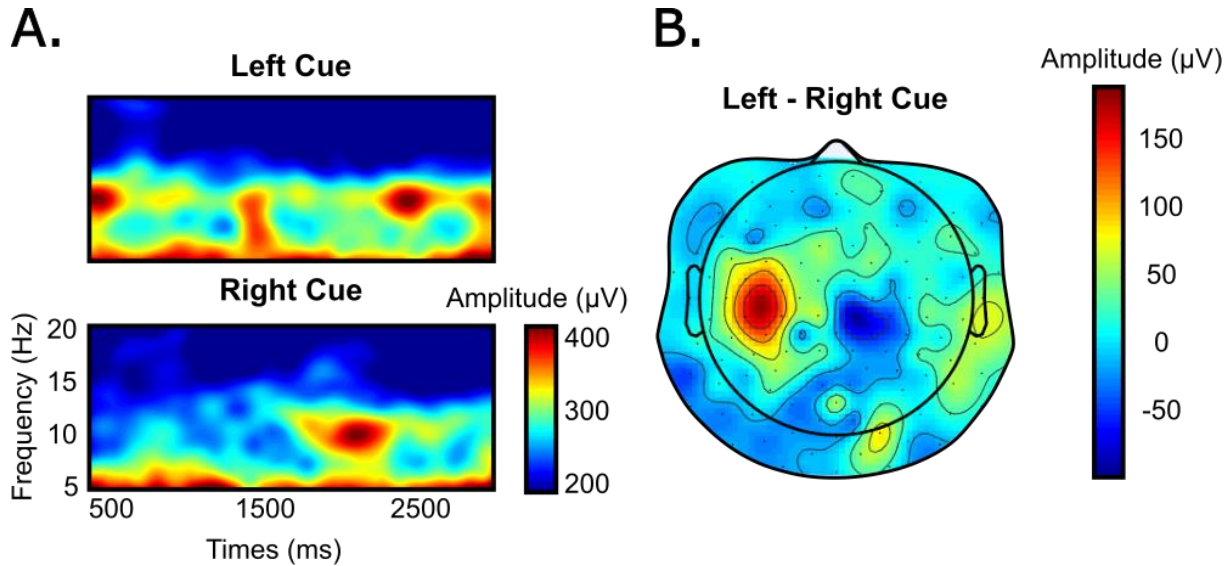 A.
Left Cue
Right Cue
Frequency (Hz)
20
15
10
5
500 1500 2500
Times (ms)
Amplitude (µV)
400
300
200
B.
Left - Right Cue
Amplitude (µV)
150
100
50
0
-50